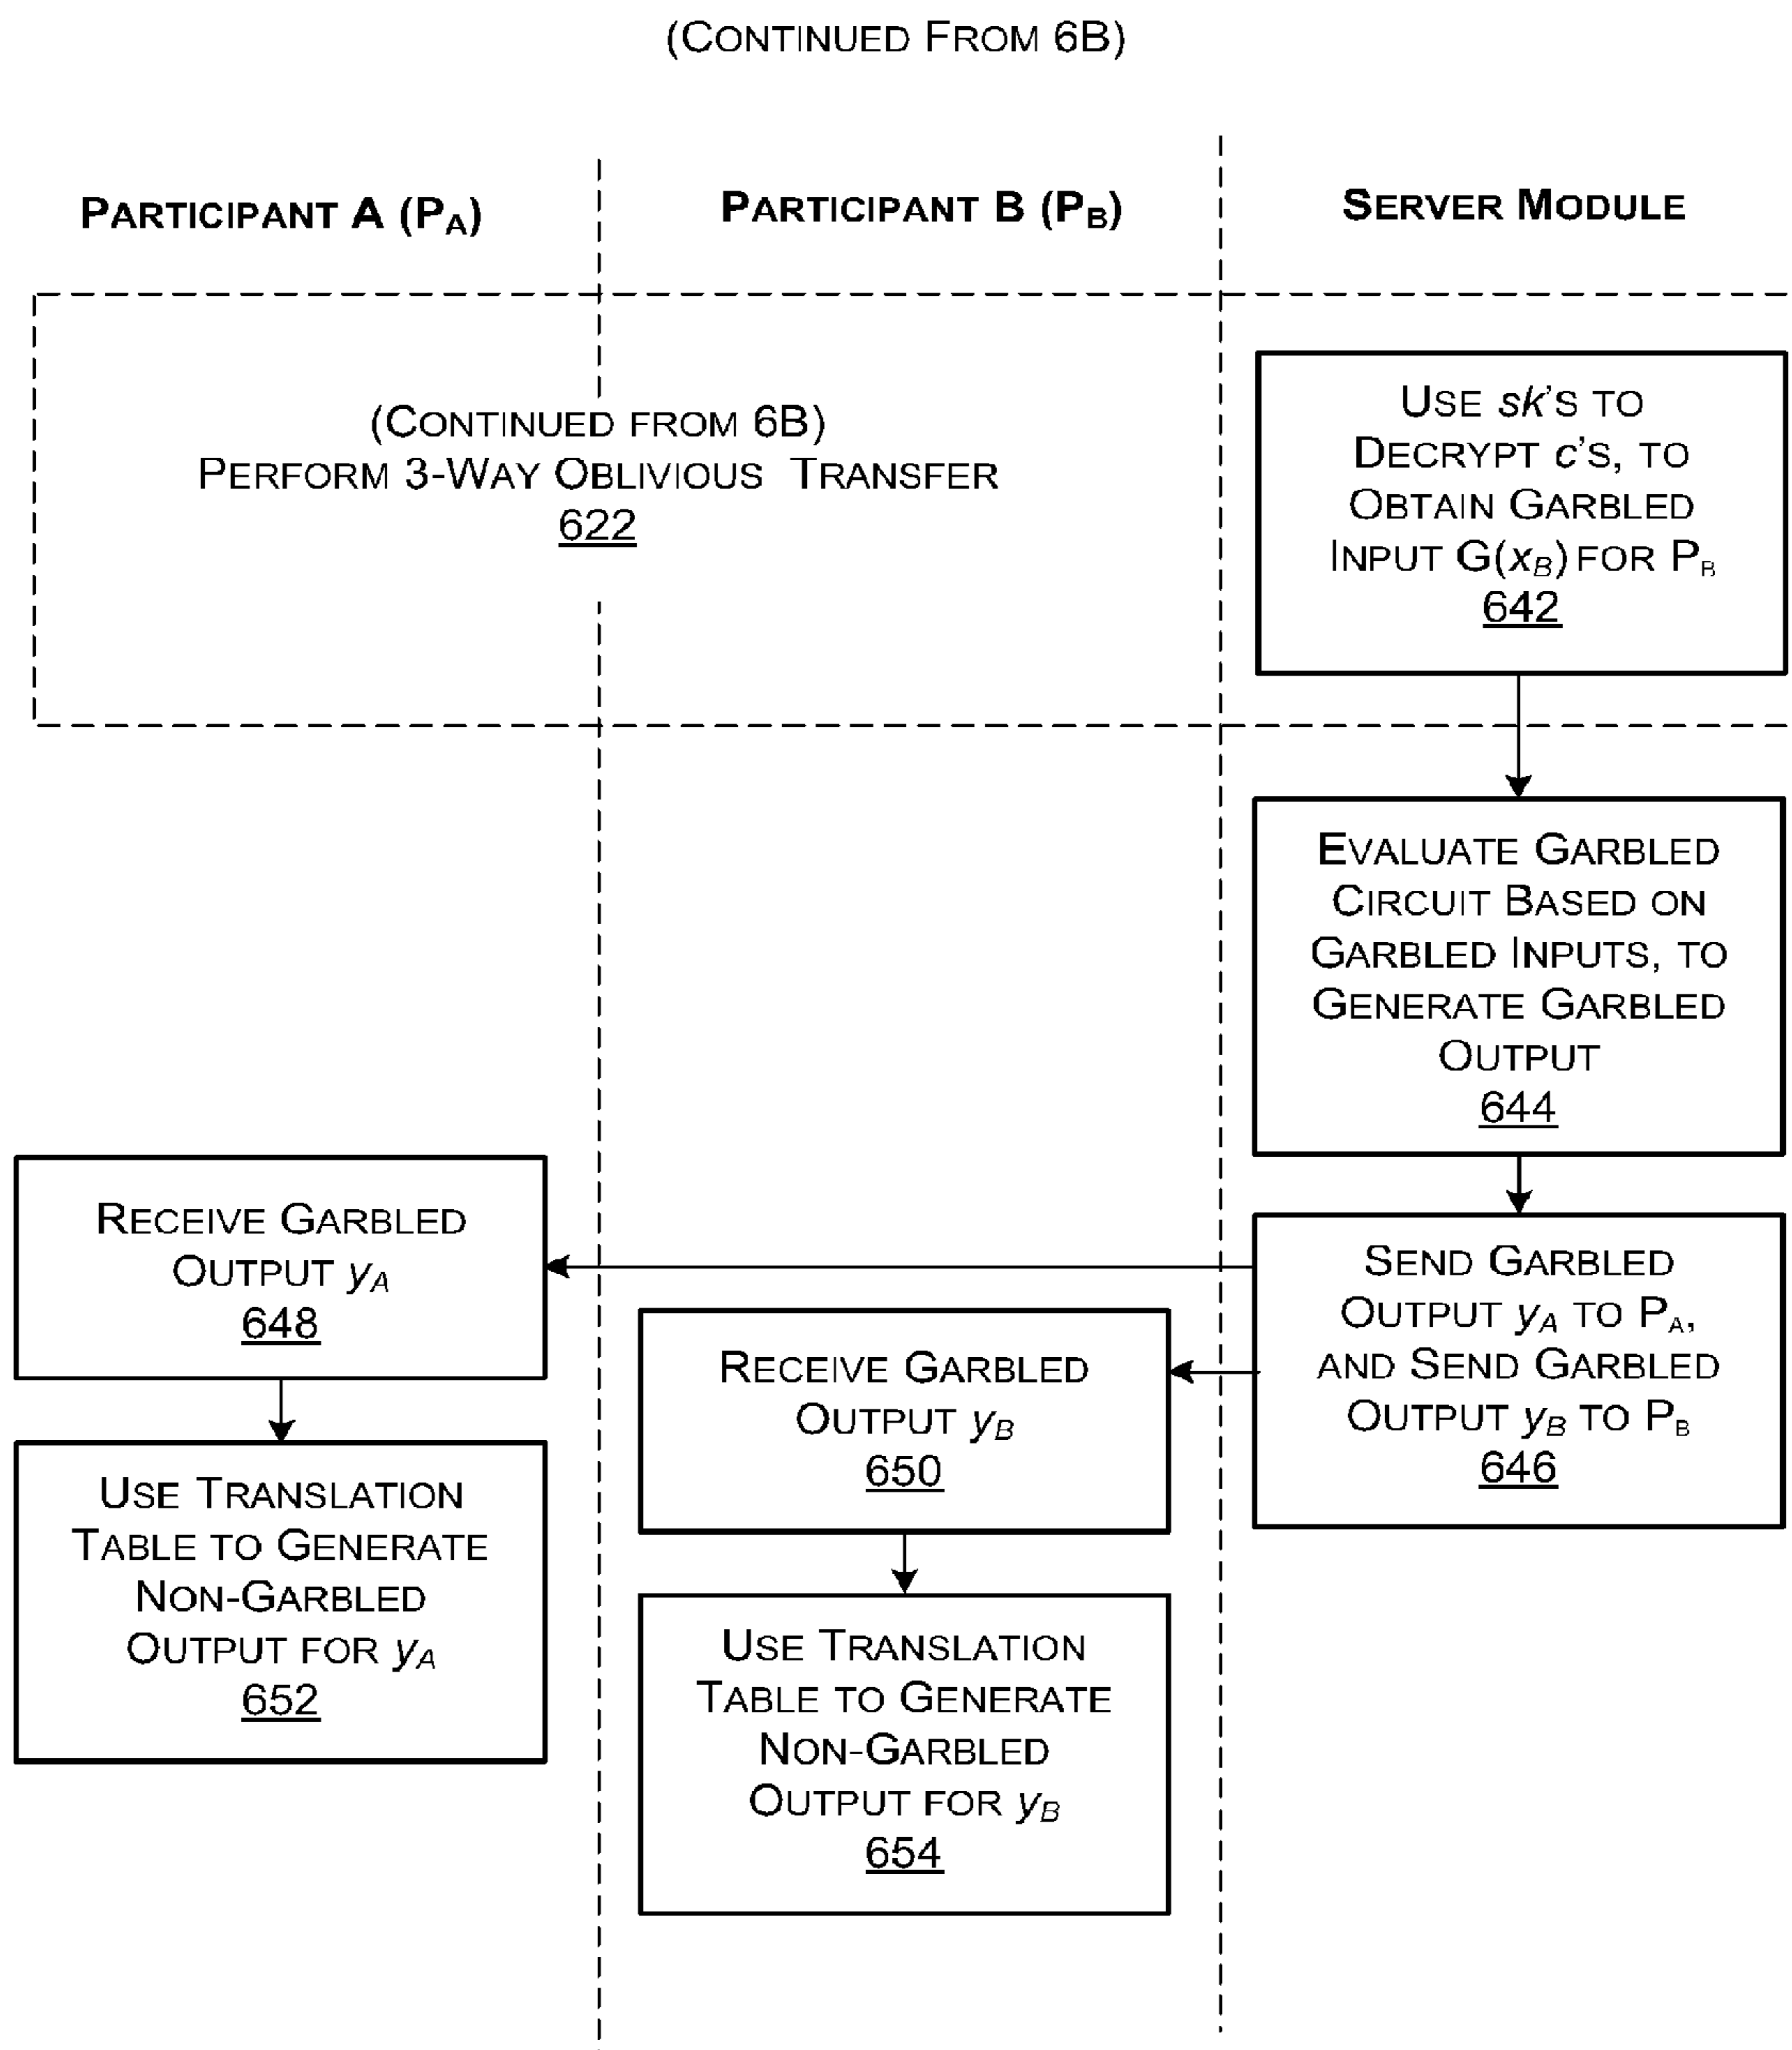 (Continued From 6B)
Participant A (PA)
Participant B (PB)
Server Module
(Continued from 6B)
Perform 3-Way Oblivious Transfer
622
Use sk's to
Decrypt c's, to
Obtain Garbled
Input G(xB) for PB
642
Evaluate Garbled
Circuit Based on
Garbled Inputs, to
Generate Garbled
Output
644
Receive Garbled
Output yA
648
Send Garbled
Output yA to PA,
and Send Garbled
Output yB to PB
646
Receive Garbled
Output yB
650
Use Translation
Table to Generate
Non-Garbled
Output for yA
652
Use Translation
Table to Generate
Non-Garbled
Output for yB
654